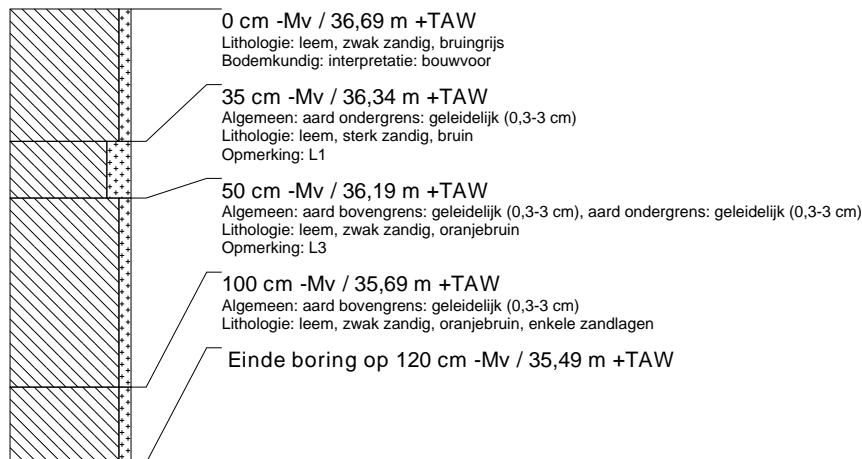 0 cm -Mv / 36,69 m +TAW
Lithologie: leem, zwak zandig, bruingrijs
Bodemkundig: interpretatie: bouwvoor
35 cm -Mv / 36,34 m +TAW
Algemeen: aard ondergrens: geleidelijk (0,3-3 cm)
Lithologie: leem, sterk zandig, bruin
Opmerking: L1
50 cm -Mv / 36,19 m +TAW
Algemeen: aard bovengrens: geleidelijk (0,3-3 cm), aard ondergrens: geleidelijk (0,3-3 cm)
Lithologie: leem, zwak zandig, oranjebruin
Opmerking: L3
100 cm -Mv / 35,69 m +TAW
Algemeen: aard bovengrens: geleidelijk (0,3-3 cm)
Lithologie: leem, zwak zandig, oranjebruin, enkele zandlagen
Einde boring op 120 cm -Mv / 35,49 m +TAW